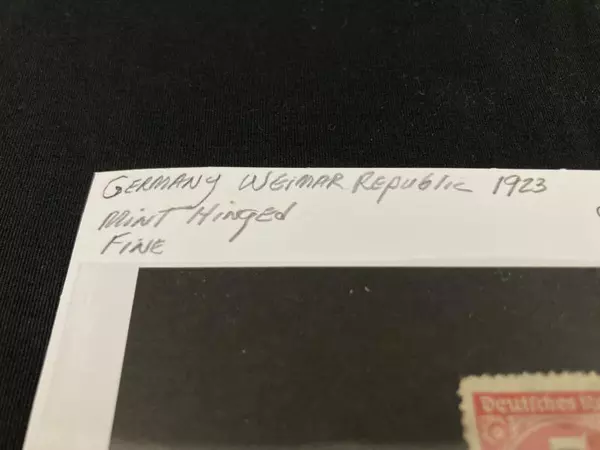 Germany Weimar Republic 1923
Mint Hinged
Fine
Deutsches